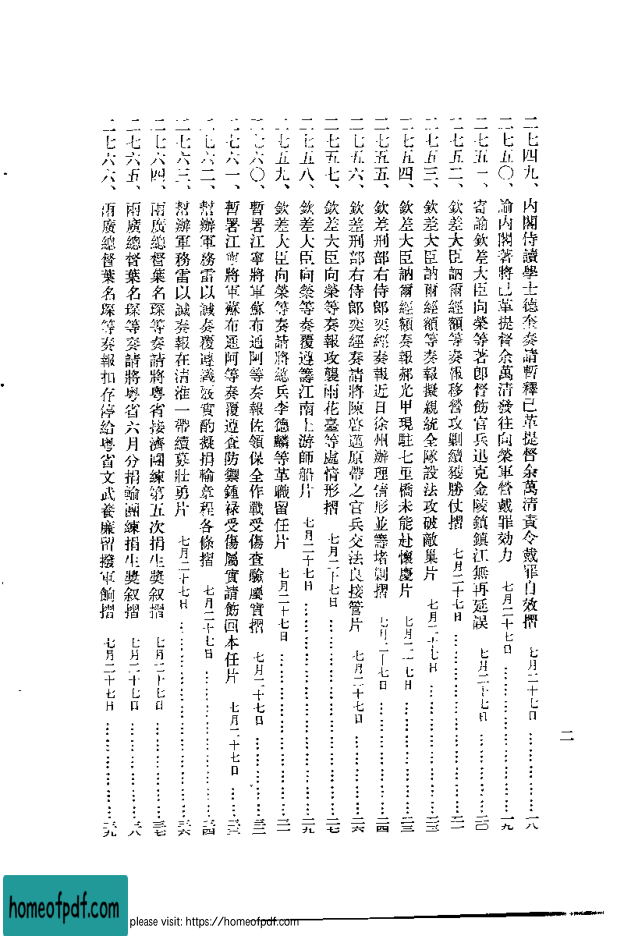 二七四九、內閣侍讀學士德奎奏請暫釋已革提督余萬清責令戴罪自效摺 七月二十七日……一八
二七五〇、諭內閣著將已革提督余萬清發往向榮軍營戴罪効力 七月二十七日……一九
二七五一、寄諭欽差大臣向榮等著卽督飭官兵迅克金陵鎮江無再延誤 七月二十七日……二〇
二七五二、欽差大臣訥爾經額等奏報移營攻剿續獲勝仗摺 七月二十七日……二一
二七五三、欽差大臣訥爾經額等奏報擬親統全隊設法攻破敵巢片 七月二十七日……二三
二七五四、欽差大臣訥爾經額奏報郝光甲現駐七里橋未能赴懷慶片 七月二十七日……二三
二七五五、欽差刑部右侍郎奕經奏報近日徐州辦理情形並籌堵剿摺 七月二十七日……二四
二七五六、欽差刑部右侍郎奕經奏請將陳啓邁原帶之官兵交法良接管片 七月二十七日……二六
二七五七、欽差大臣向榮等奏報攻襲雨花臺等處情形摺 七月二十七日……二七
二七五八、欽差大臣向榮等奏覆遵籌江南上游師船片 七月二十七日……二九
二七五九、欽差大臣向榮等奏請將總兵李德麟等革職留任片 七月二十七日……三一
二七六〇、暫署江寧將軍蘇布通阿等奏報佐領保全作戰受傷查驗屬實摺 七月二十七日……三二
二七六一、暫署江寧將軍蘇布通阿等奏覆遵查防禦鍾祿受傷屬實請飭回本任片 七月二十七日……三三
二七六二、幫辦軍務雷以諴奏覆遵議核實酌擬捐輸章程各條摺 七月二十七日……三四
二七六三、幫辦軍務雷以諴奏報在清淮一帶續募壯勇片 七月二十七日……三六
二七六四、兩廣總督葉名琛等奏請將粵省接濟團練第五次捐生獎敘摺 七月二十七日……三七
二七六五、兩廣總督葉名琛等奏請將粵省六月分捐輸團練捐生獎敘摺 七月二十七日……三八
二七六六、兩廣總督葉名琛等奏報扣存停給粵省文武養廉留撥軍餉摺 七月二十七日……三九
二
homeofpdf.com
please visit: https://homeofpdf.com